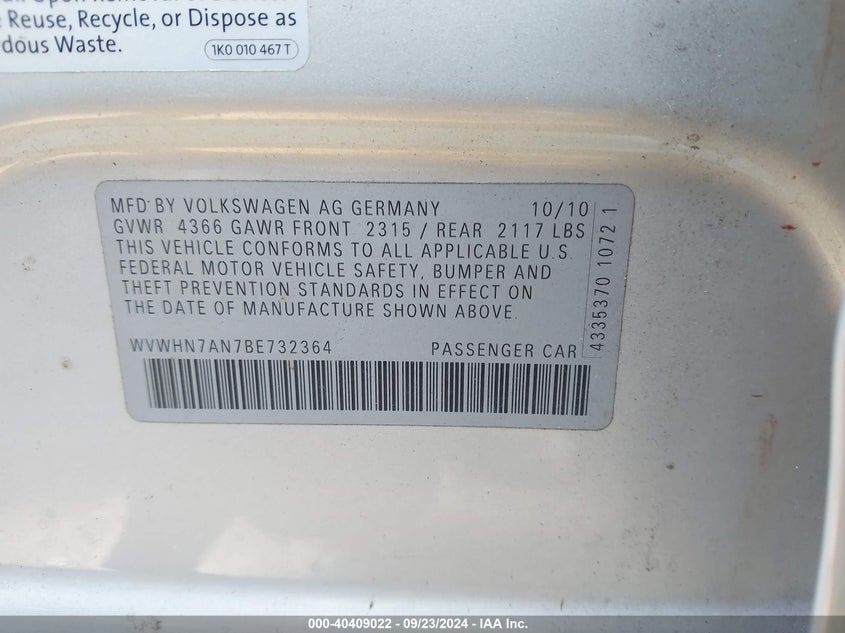 e Reuse, Recycle, or Dispose as
dous Waste.
1K0 010 467 T
MFD BY VOLKSWAGEN AG GERMANY 10/10
GVWR 4366 GAWR FRONT 2315 / REAR 2117 LBS
THIS VEHICLE CONFORMS TO ALL APPLICABLE U.S.
FEDERAL MOTOR VEHICLE SAFETY, BUMPER AND
THEFT PREVENTION STANDARDS IN EFFECT ON
THE DATE OF MANUFACTURE SHOWN ABOVE.
WVWHN7AN7BE732364 PASSENGER CAR
4335370 1072 1
000-40409022 - 09/23/2024 - IAA Inc.